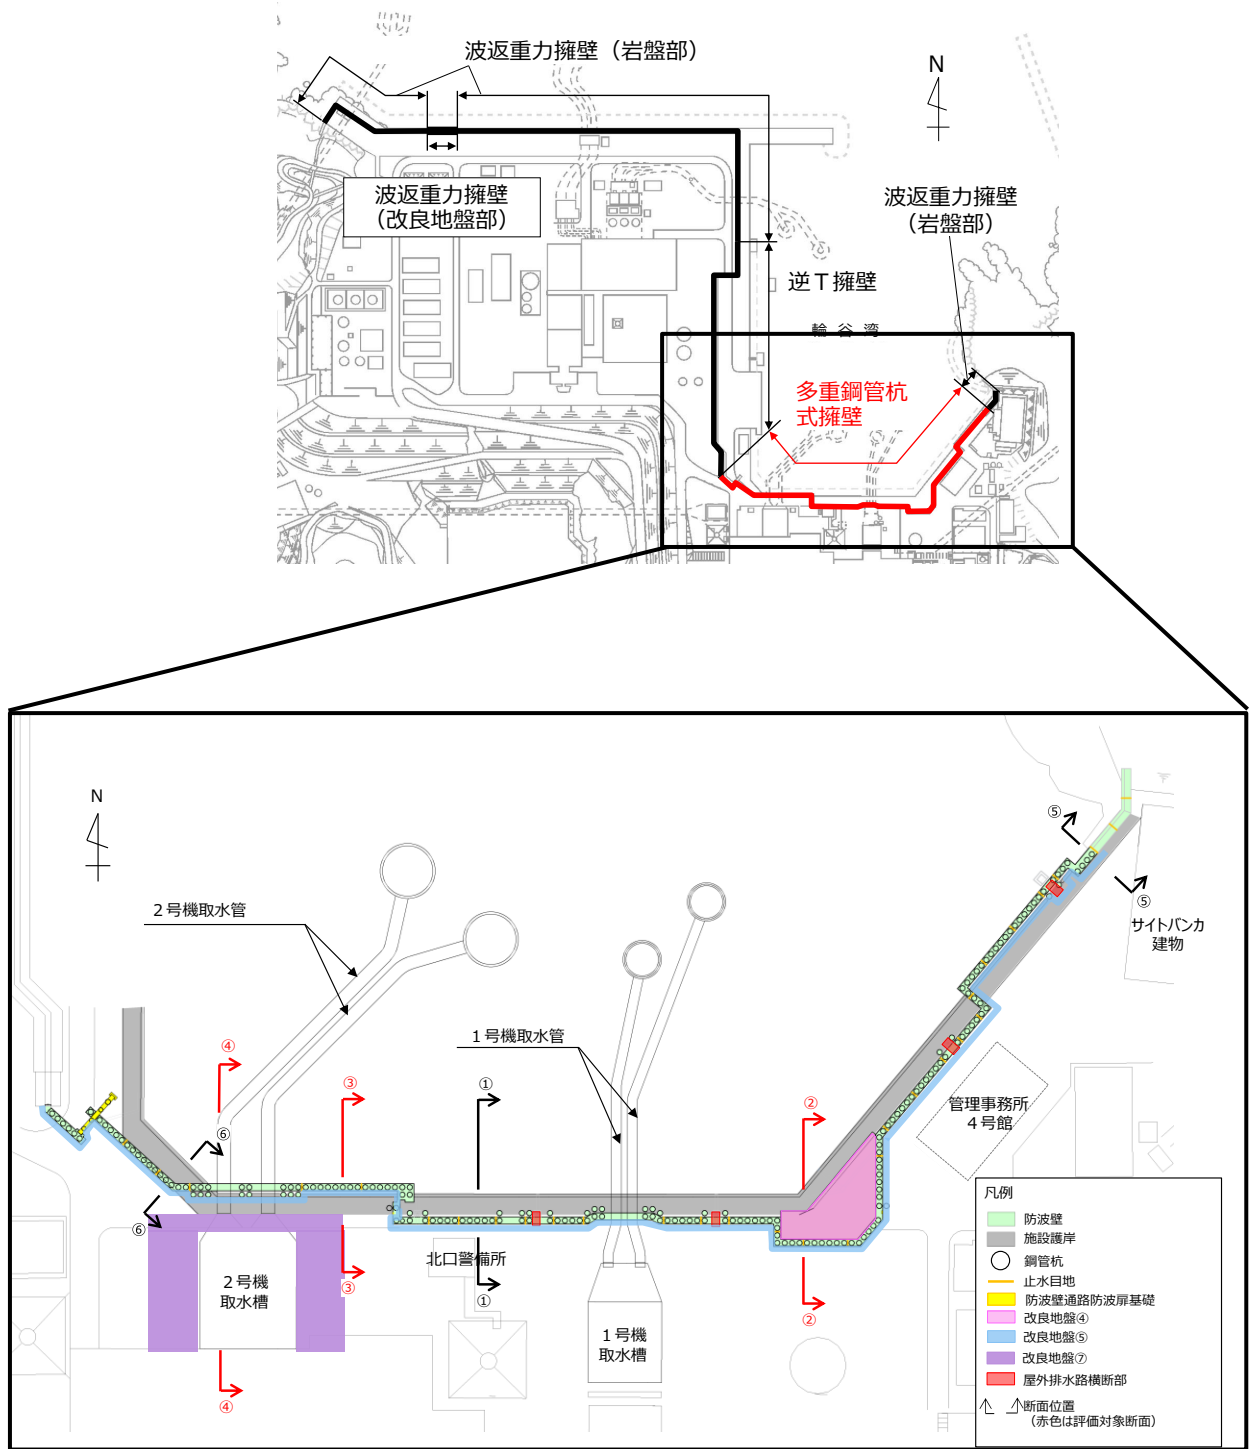 波返重力擁壁（岩盤部）
N
波返重力擁壁
（改良地盤部）
波返重力擁壁
（岩盤部）
逆Ｔ擁壁
輪谷湾
多重鋼管杭
式擁壁
N
２号機取水管
１号機取水管
⑤
⑤
サイトバンカ
建物
④
③
①
②
⑥
⑥
管理事務所
４号館
北口警備所
２号機
取水槽
③
①
②
１号機
取水槽
④
凡例
防波壁
施設護岸
鋼管杭
止水目地
防波壁通路防波扉基礎
改良地盤④
改良地盤⑤
改良地盤⑦
屋外排水路横断部
断面位置
（赤色は評価対象断面）